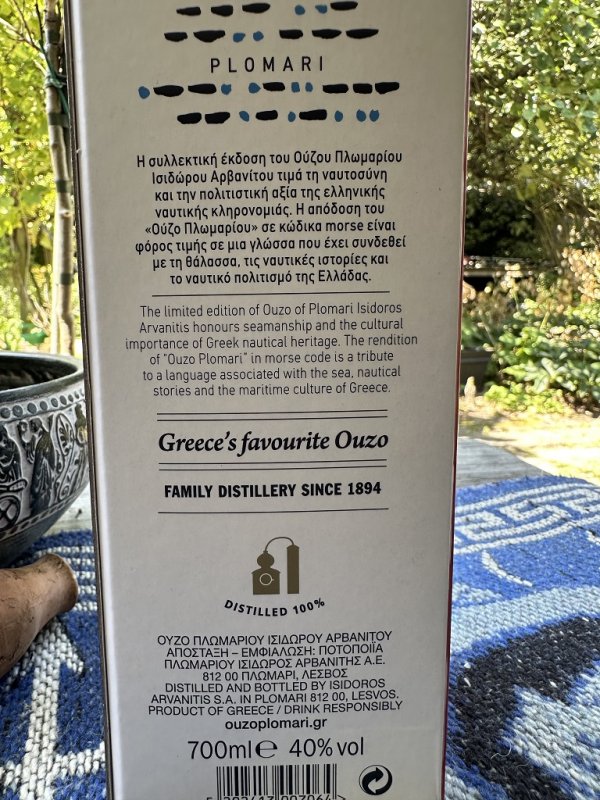 PLOMARI
Η συλλεκτική έκδοση του Ούζου Πλωμαρίου
Ισιδώρου Αρβανίτου τιμά τη ναυτοσύνη
και την πολιτιστική αξία της ελληνικής
ναυτικής κληρονομιάς. Η απόδοση του
«Ούζο Πλωμαρίου» σε κώδικα morse είναι
φόρος τιμής σε μια γλώσσα που έχει συνδεθεί
με τη θάλασσα, τις ναυτικές ιστορίες και
το ναυτικό πολιτισμό της Ελλάδας.
The limited edition of Ouzo of Plomari Isidoros
Arvanitis honours seamanship and the cultural
importance of Greek nautical heritage. The rendition
of "Ouzo Plomari" in morse code is a tribute
to a language associated with the sea, nautical
stories and the maritime culture of Greece.
Greece's favourite Ouzo
FAMILY DISTILLERY SINCE 1894
DISTILLED 100%
ΟΥΖΟ ΠΛΩΜΑΡΙΟΥ ΙΣΙΔΩΡΟΥ ΑΡΒΑΝΙΤΟΥ
ΑΠΟΣΤΑΞΗ – ΕΜΦΙΑΛΩΣΗ: ΠΟΤΟΠΟΙΪΑ
ΠΛΩΜΑΡΙΟΥ ΙΣΙΔΩΡΟΣ ΑΡΒΑΝΙΤΗΣ Α.Ε.
812 00 ΠΛΩΜΑΡΙ, ΛΕΣΒΟΣ
DISTILLED AND BOTTLED BY ISIDOROS
ARVANITIS S.A. IN PLOMARI 812 00, LESVOS.
PRODUCT OF GREECE / DRINK RESPONSIBLY
ouzoplomari.gr
700ml℮ 40% vol